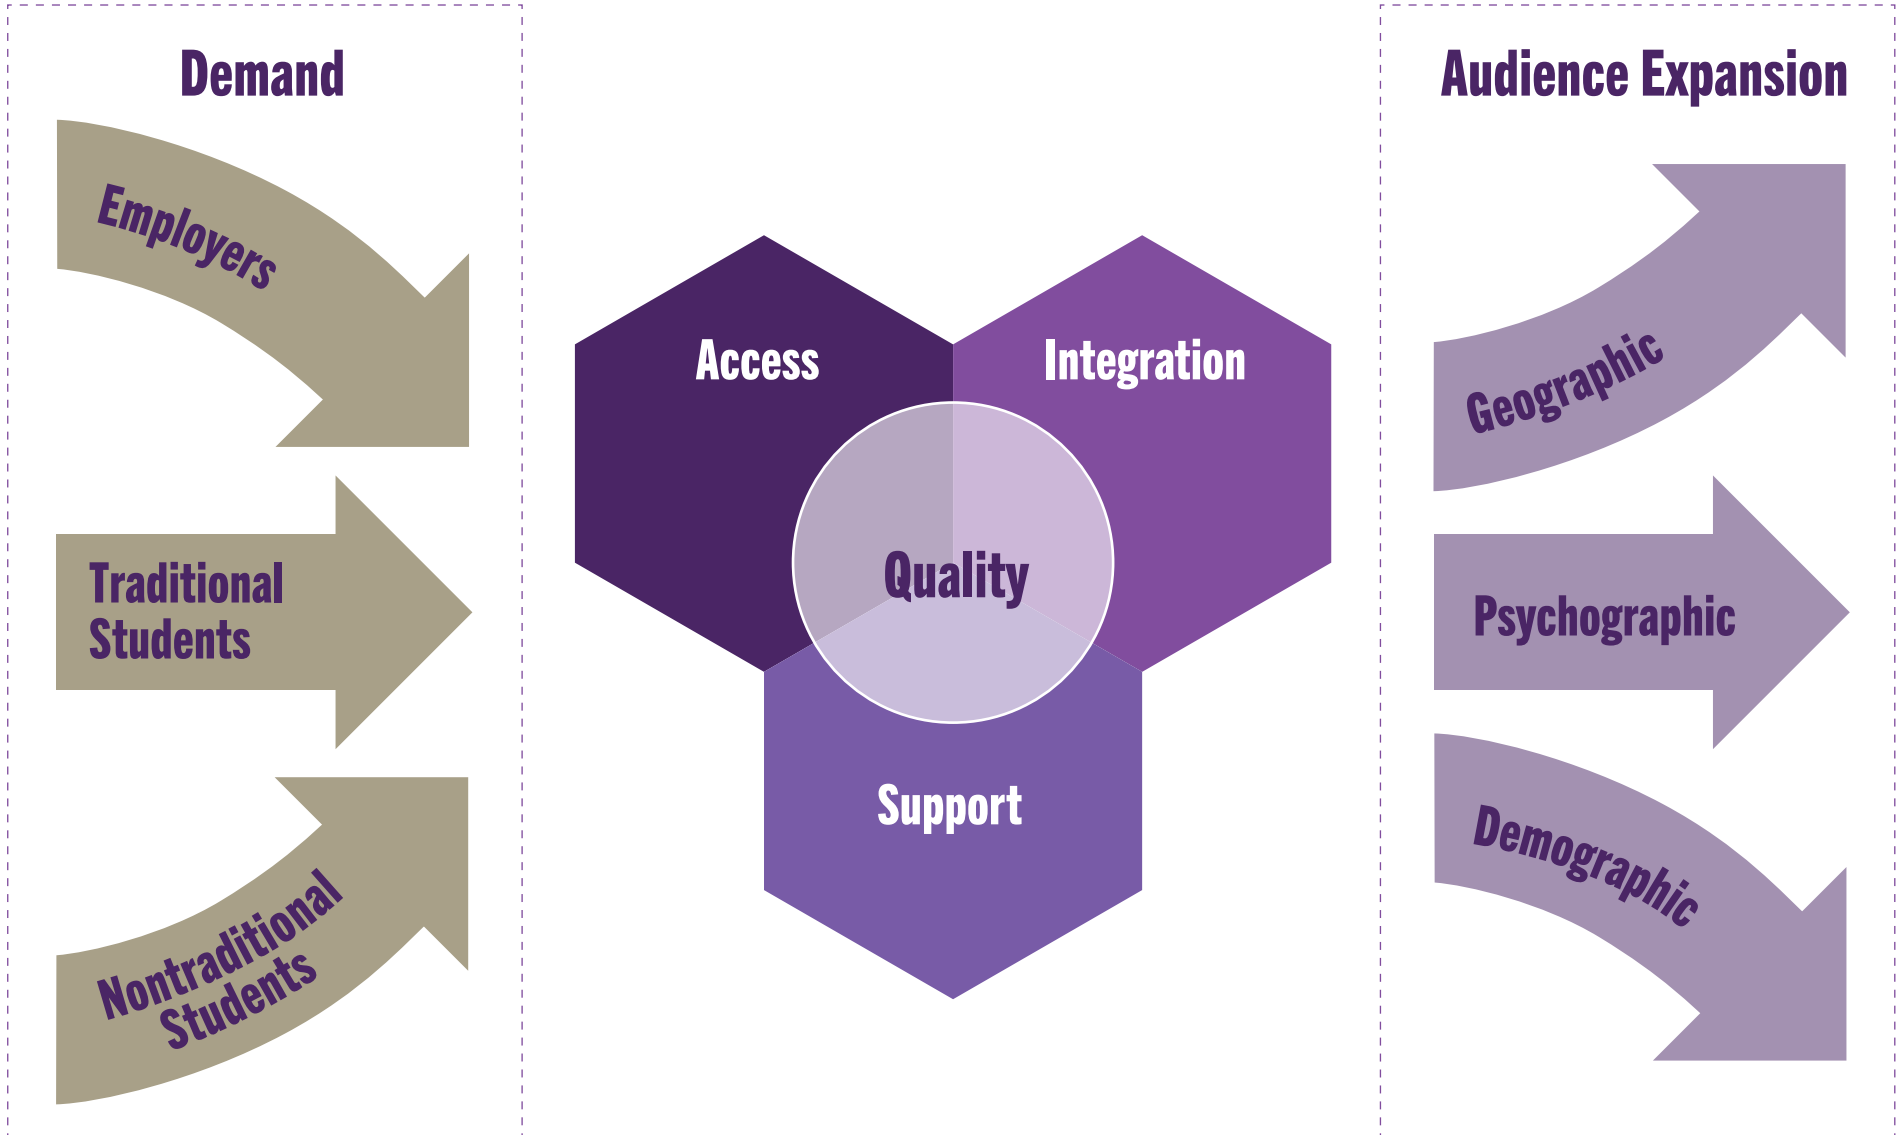 Demand
Employers
Traditional
Students
Nontraditional
Students
Access
Integration
Quality
Support
Audience Expansion
Geographic
Psychographic
Demographic